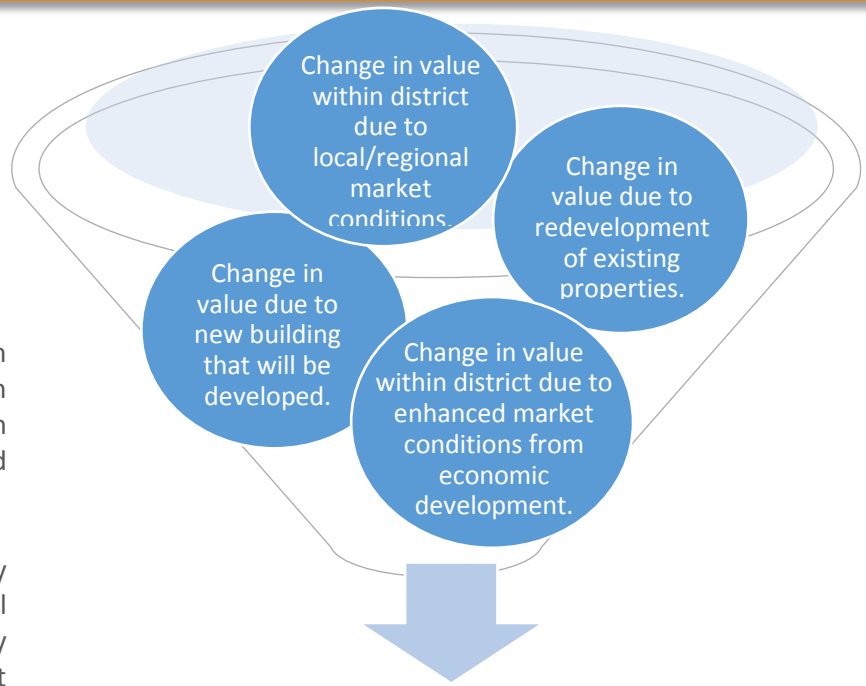 Change in value
within district
due to
local/regional
market
conditions.
Change in
value due to
redevelopment
of existing
properties.
Change in
value due to
new building
that will be
developed.
Change in value
within district due to
enhanced market
conditions from
economic
development.